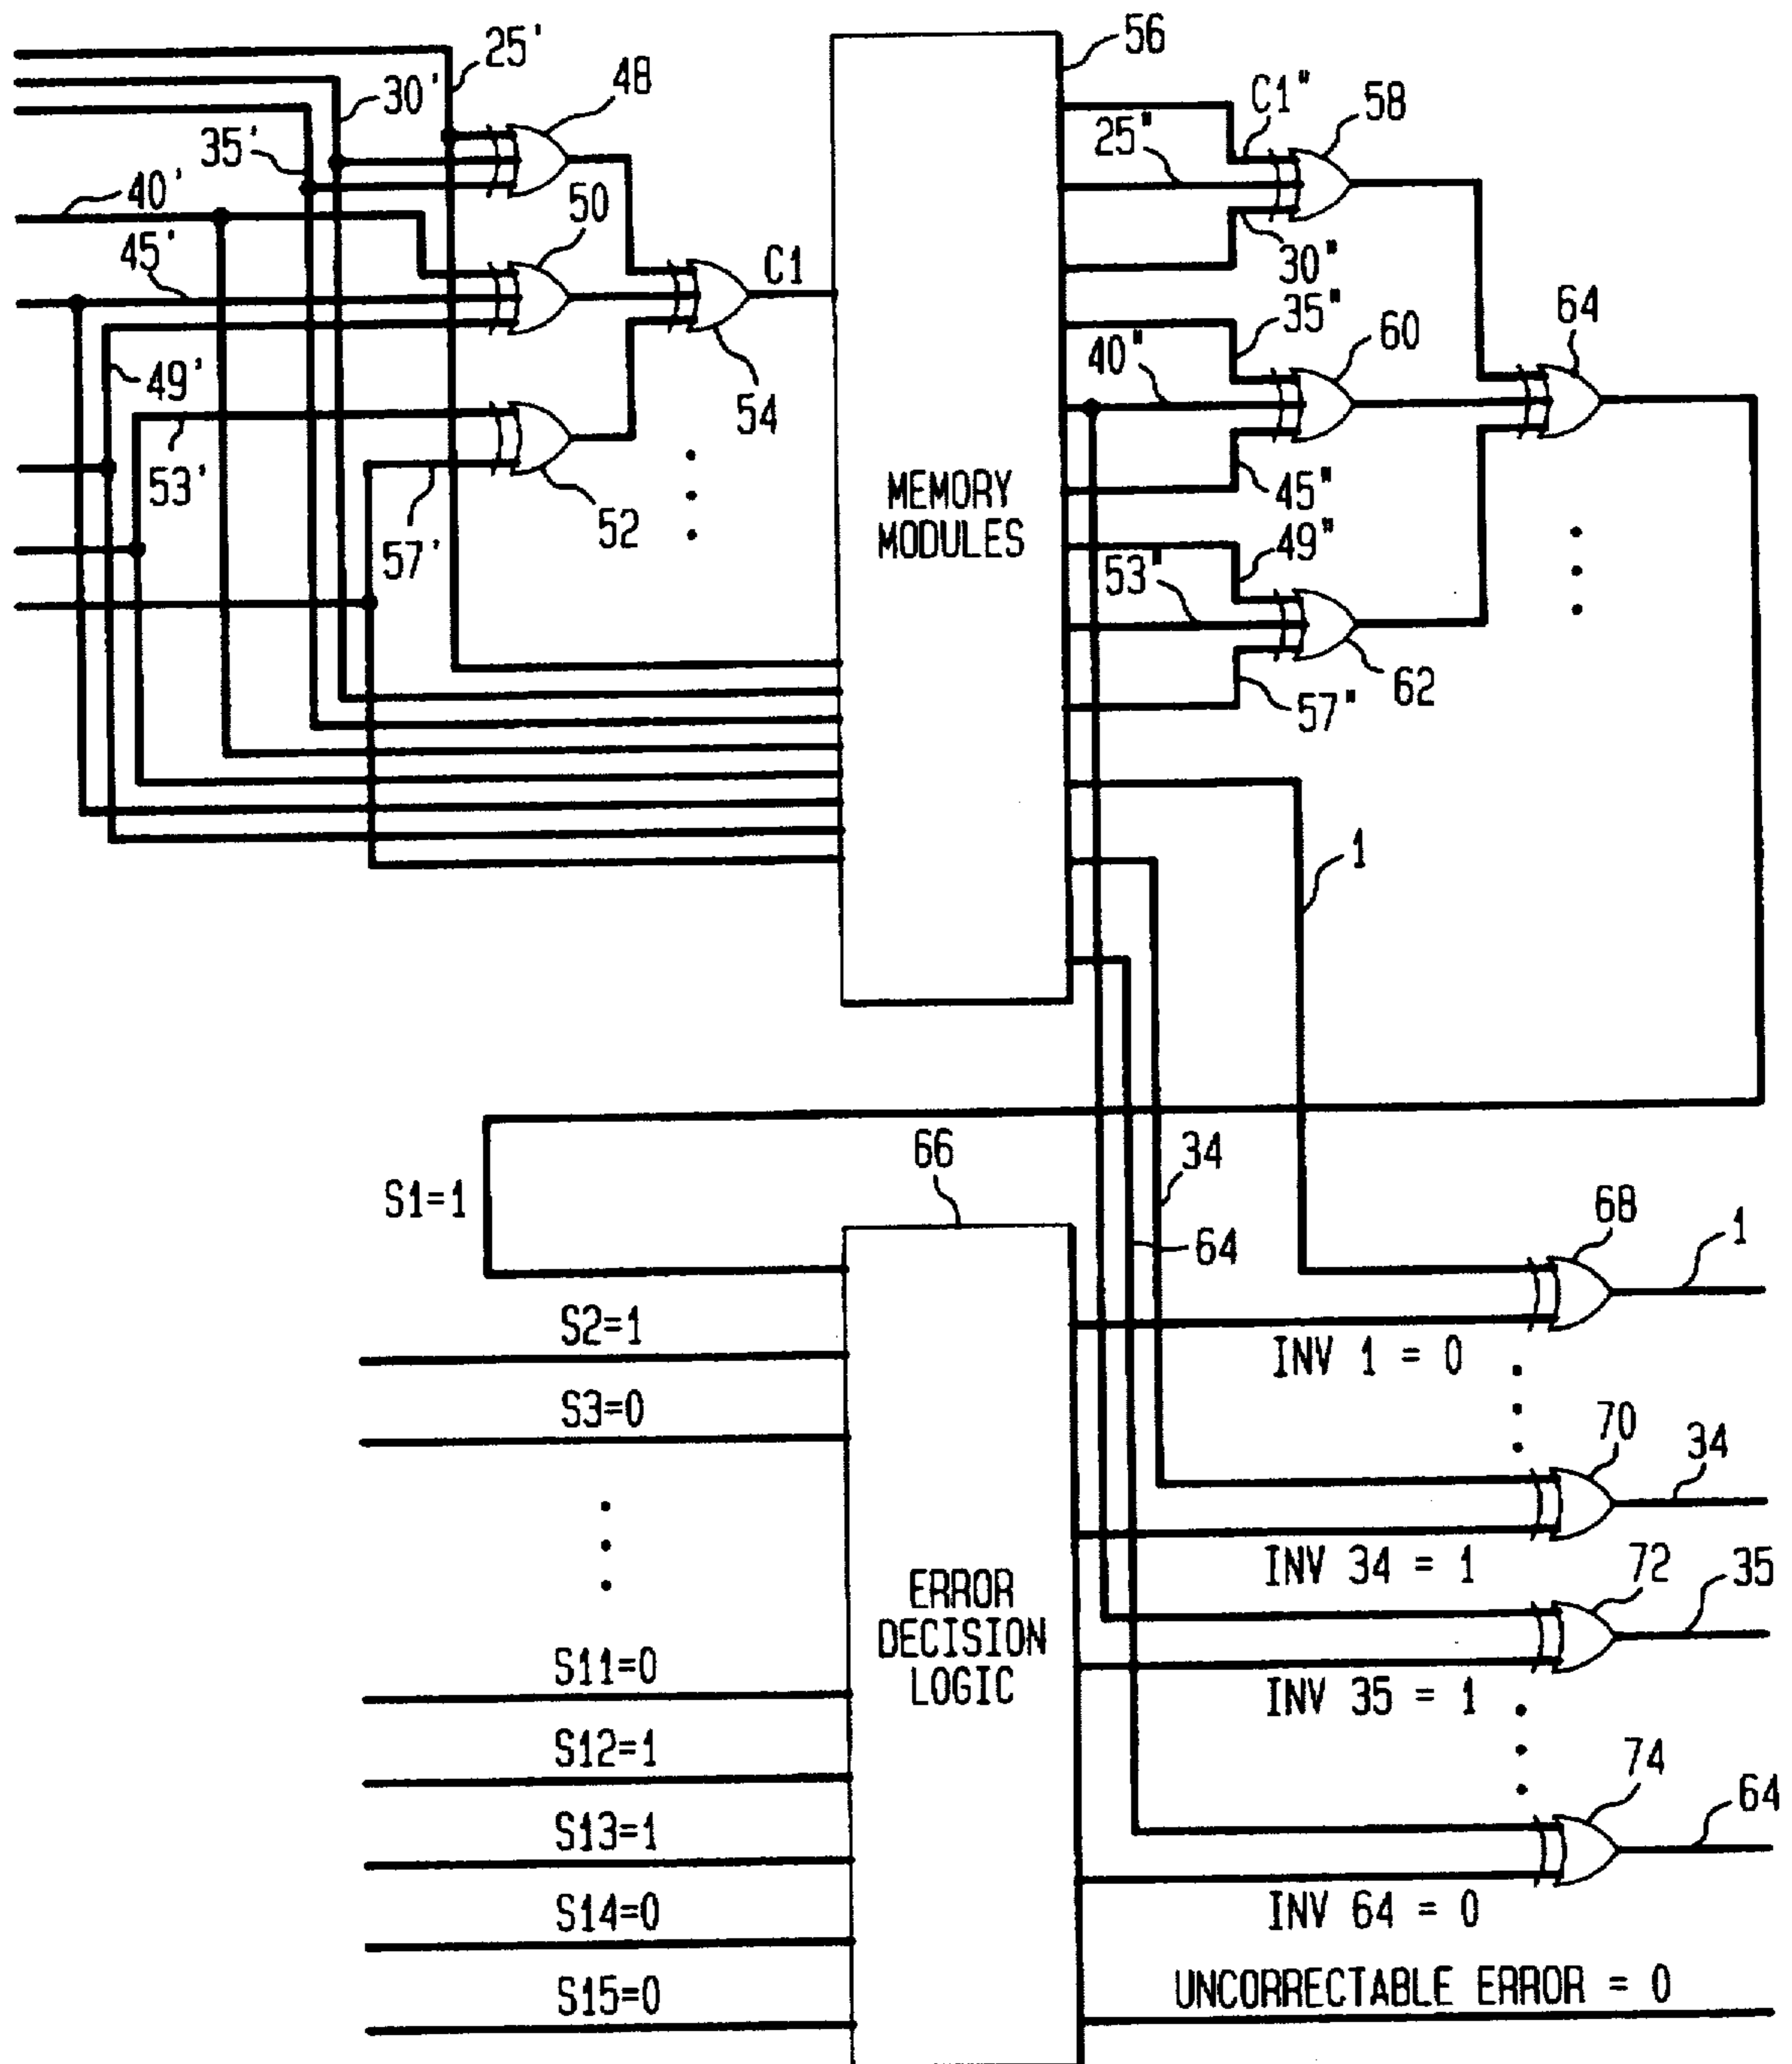 25'
56
30'
48
C1"
58
25"
35'
40'
50
45'
30"
C1
35"
64
40"
60
49'
54
53'
45"
MEMORY
MODULES
52
49"
57'
53"
62
57"
1
66
34
S1=1
64
68
1
S2=1
INV 1 = 0
S3=0
70
34
INV 34 = 1
72
35
ERROR
DECISION
LOGIC
S11=0
INV 35 = 1
S12=1
74
64
S13=1
INV 64 = 0
S14=0
UNCORRECTABLE ERROR = 0
S15=0